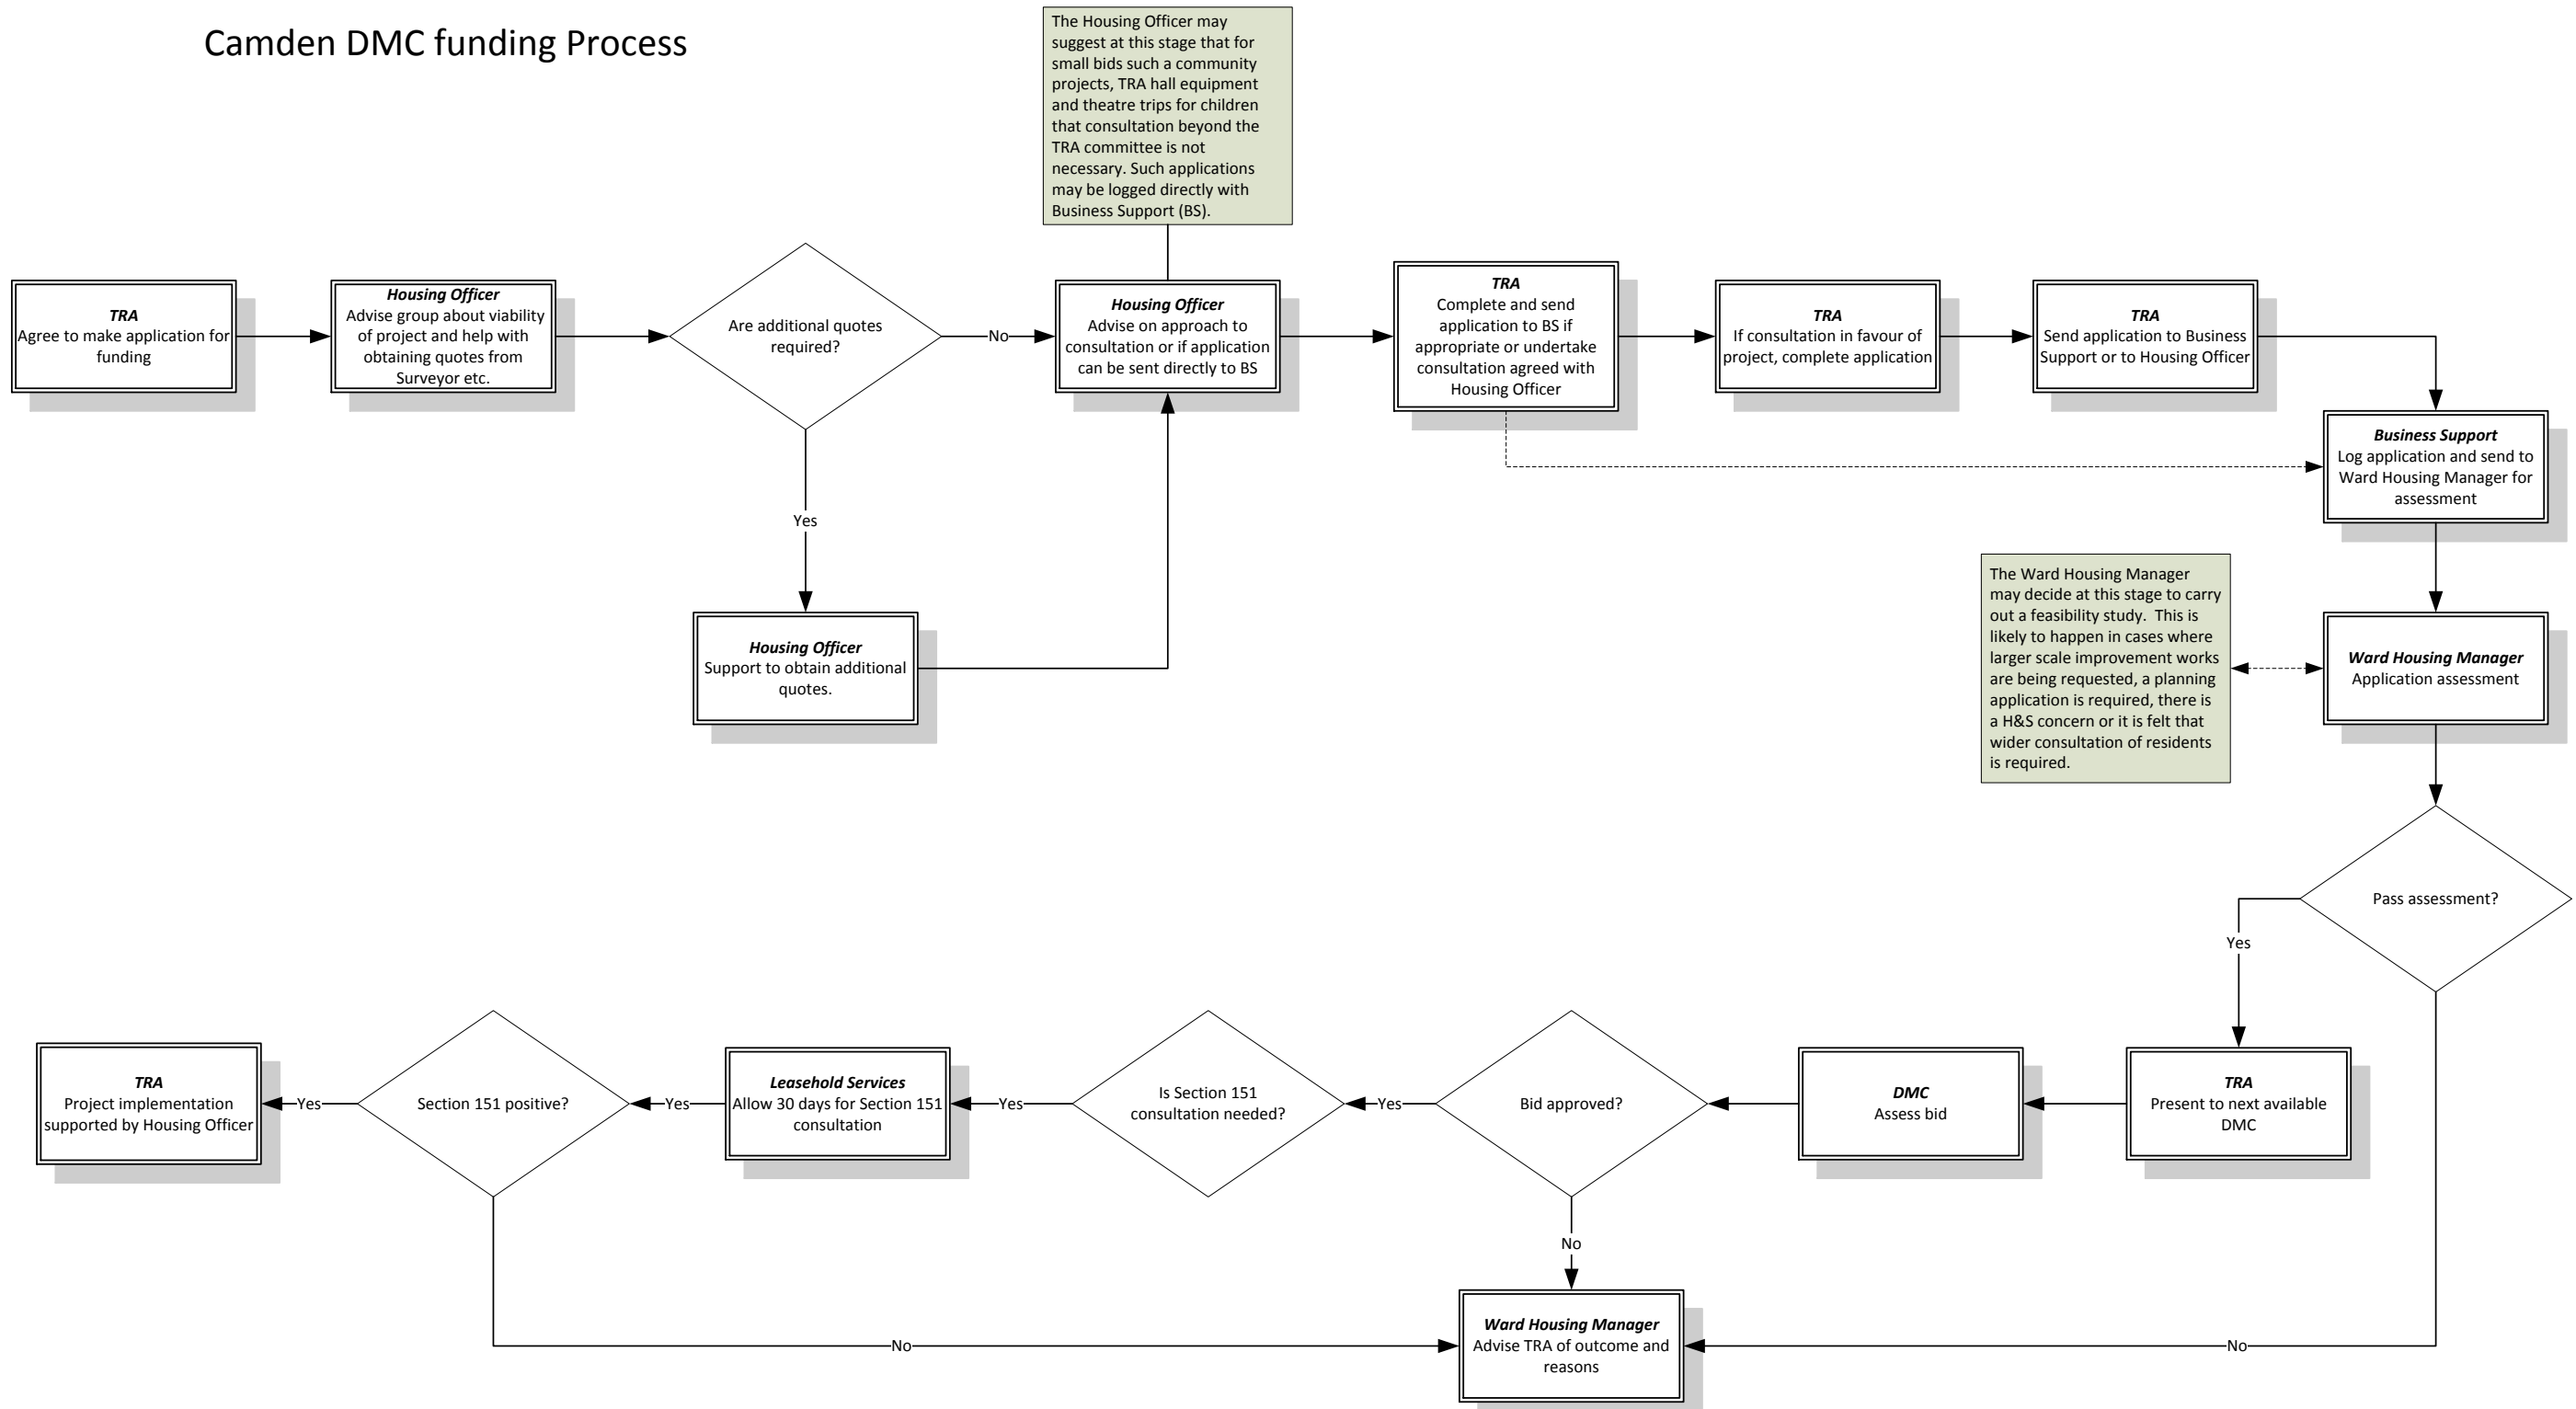 Camden DMC funding Process
The Housing Officer may
suggest at this stage that for
small bids such a community
projects, TRA hall equipment
and theatre trips for children
that consultation beyond the
TRA committee is not
necessary. Such applications
may be logged directly with
Business Support (BS).
TRA
Agree to make application for
funding
Housing Officer
Advise group about viability
of project and help with
obtaining quotes from
Surveyor etc.
Are additional quotes
required?
No
Housing Officer
Advise on approach to
consultation or if application
can be sent directly to BS
TRA
Complete and send
application to BS if
appropriate or undertake
consultation agreed with
Housing Officer
TRA
If consultation in favour of
project, complete application
TRA
Send application to Business
Support or to Housing Officer
Business Support
Log application and send to
Ward Housing Manager for
assessment
Yes
Housing Officer
Support to obtain additional
quotes.
The Ward Housing Manager
may decide at this stage to carry
out a feasibility study.  This is
likely to happen in cases where
larger scale improvement works
are being requested, a planning
application is required, there is
a H&S concern or it is felt that
wider consultation of residents
is required.
Ward Housing Manager
Application assessment
Pass assessment?
Yes
TRA
Project implementation
supported by Housing Officer
Yes
Section 151 positive?
Yes
Leasehold Services
Allow 30 days for Section 151
consultation
Yes
Is Section 151
consultation needed?
Yes
Bid approved?
DMC
Assess bid
TRA
Present to next available
DMC
No
No
Ward Housing Manager
Advise TRA of outcome and
reasons
No